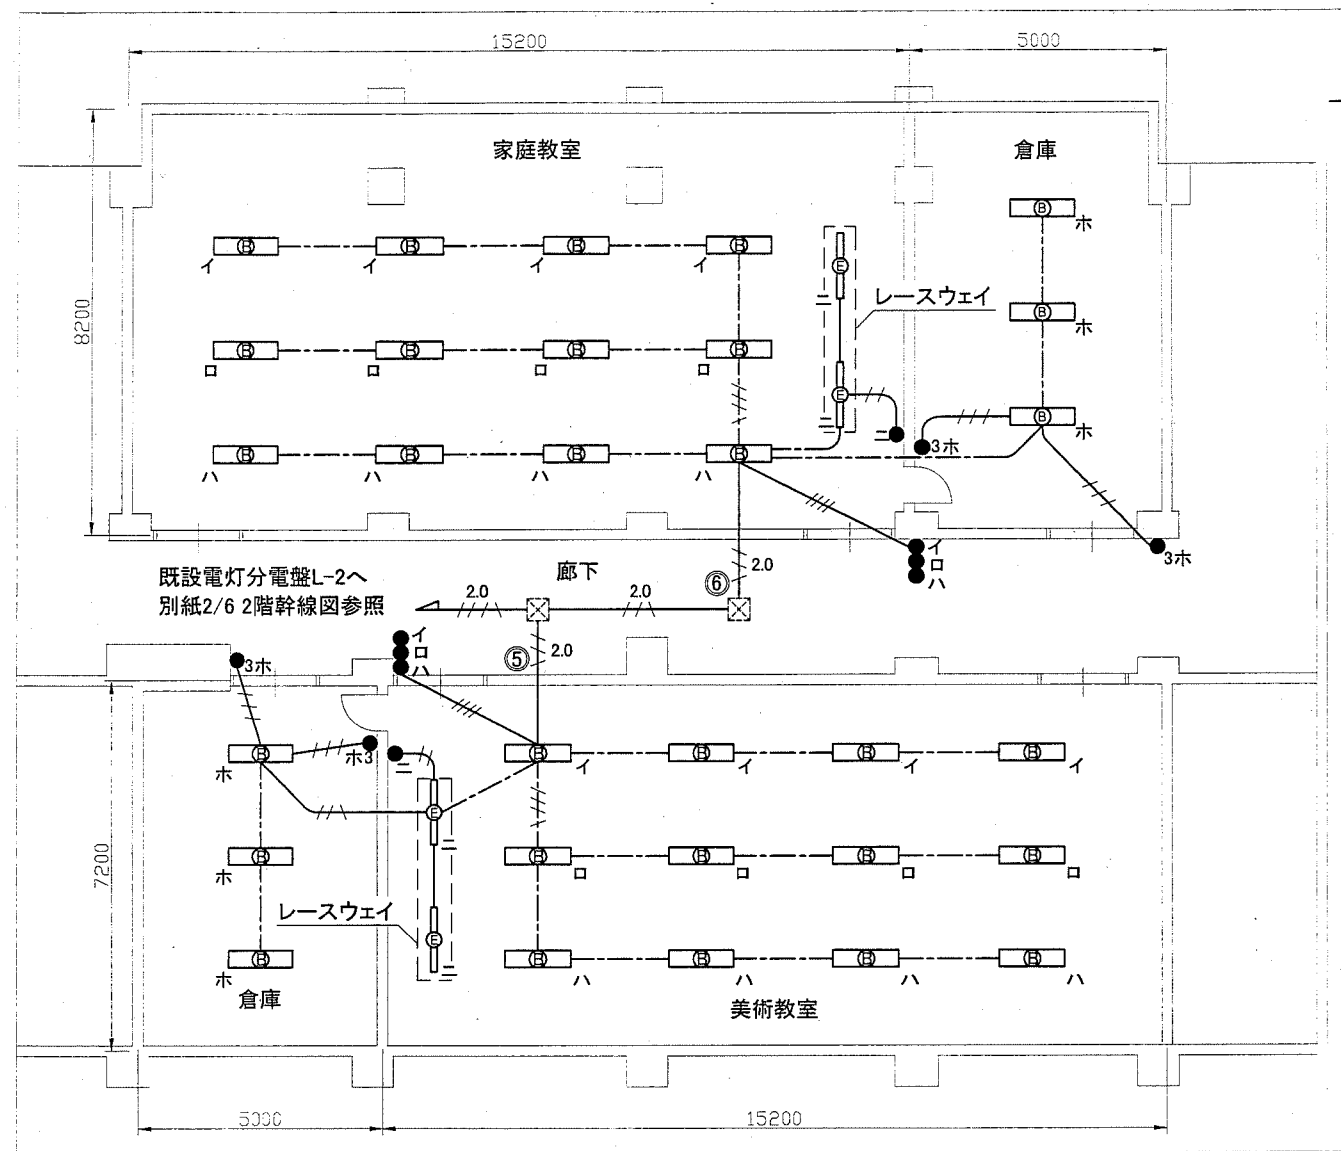 15200
5000
家庭教室
倉庫
B
ホ
B
B
B
B
イ
イ
イ
イ
E
ニ
レースウェイ
8200
B
ホ
B
B
B
B
ロ
ロ
ロ
ロ
E
ニ
B
ホ
ニ
3ホ
B
B
B
B
ハ
ハ
ハ
ハ
イ
ロ
ハ
3ホ
既設電灯分電盤L-2へ
別紙2/6 2階幹線図参照
廊下
⑥
2.0
2.0
2.0
⑤
2.0
イ
ロ
ハ
3ホ
B
ホ
ホ3
ニ
B
B
B
B
イ
イ
イ
イ
E
ニ
7200
B
ホ
B
B
B
B
ロ
ロ
ロ
ロ
レースウェイ
E
ニ
B
ホ
B
B
B
B
ハ
ハ
ハ
ハ
倉庫
美術教室
5000
15200